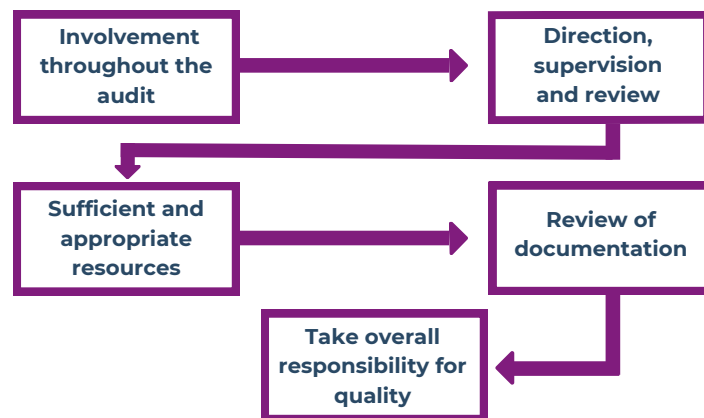 Involvement
throughout the
audit
Direction,
supervision
and review
Sufficient and
appropriate
resources
Review of
documentation
Take overall
responsibility for
quality